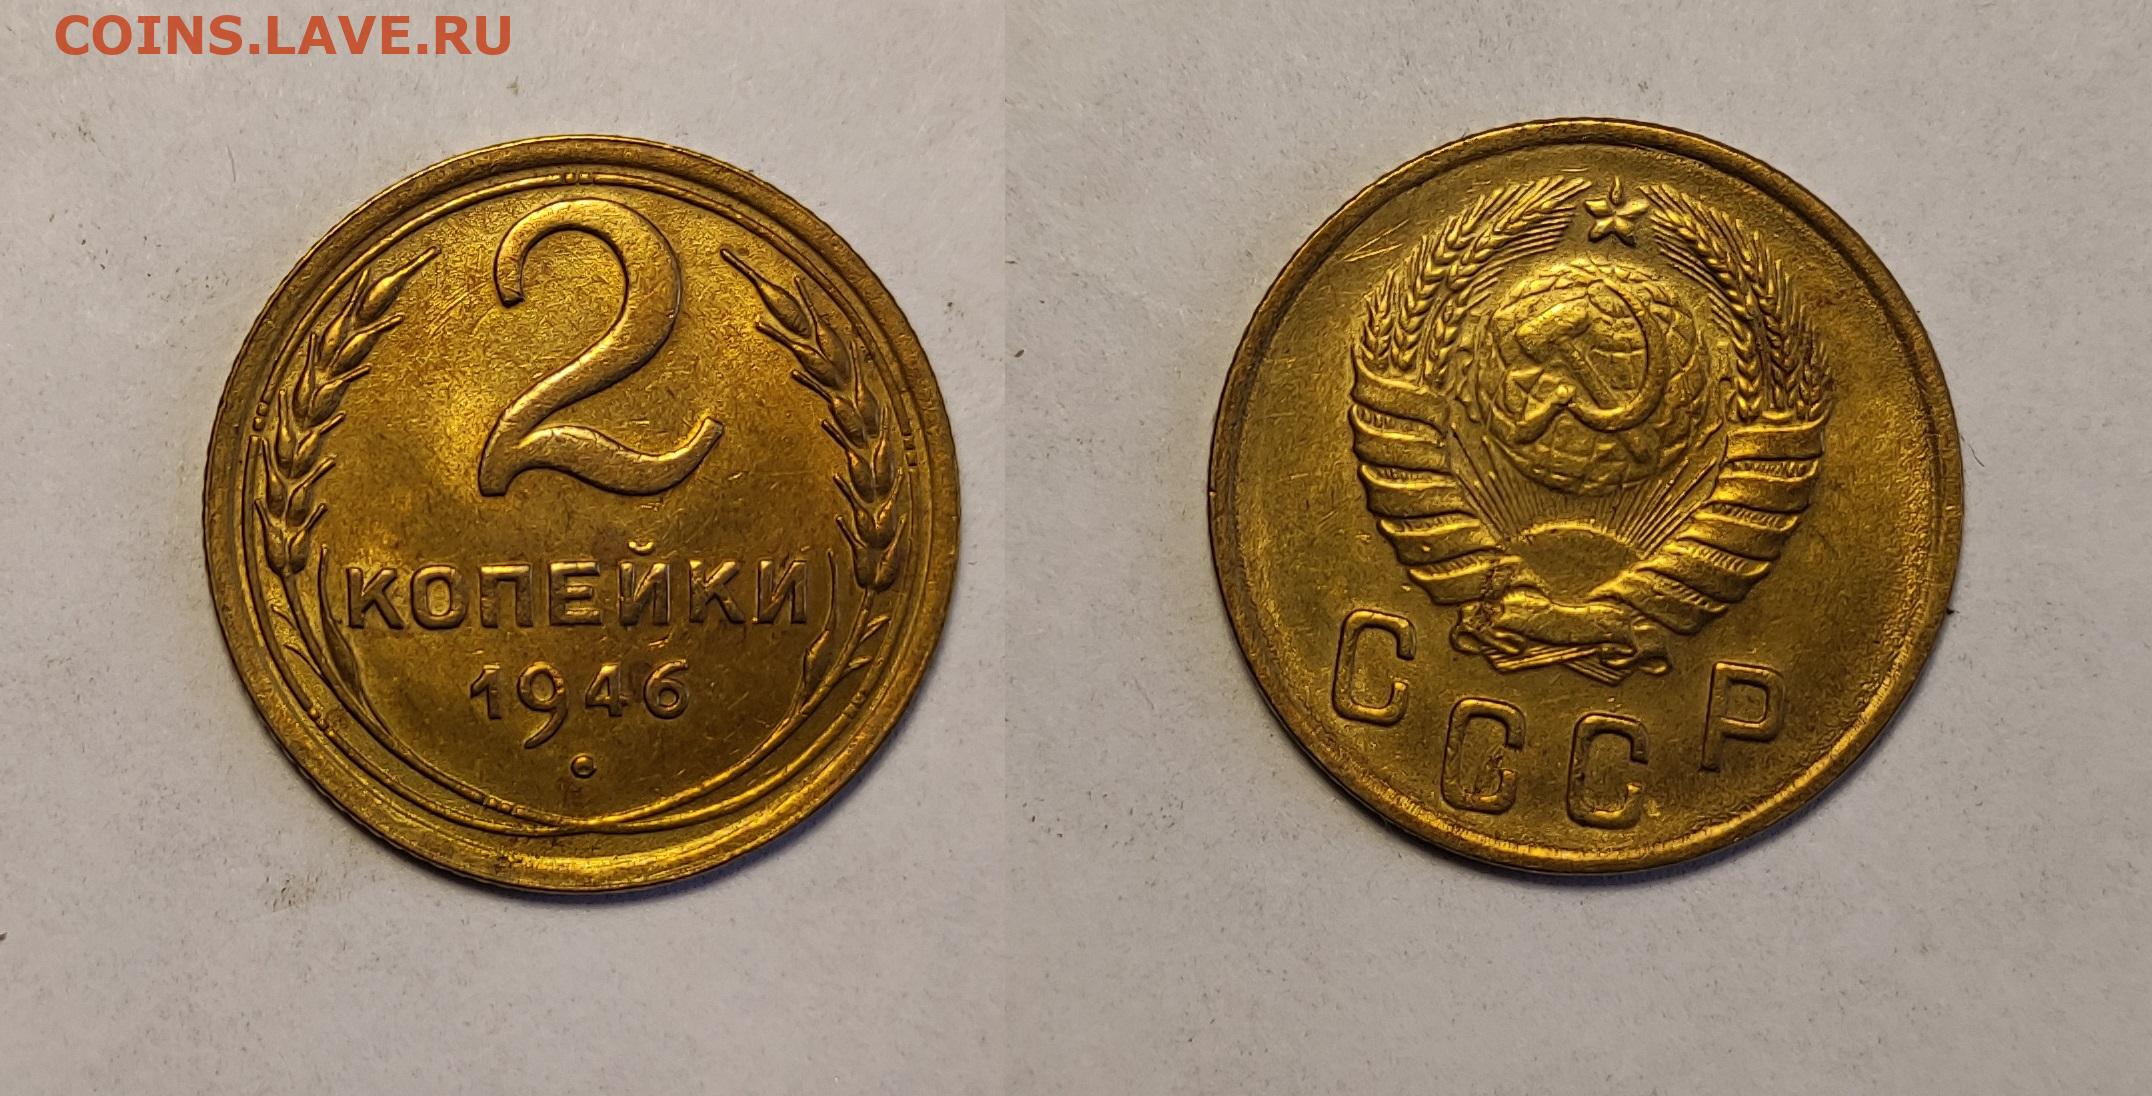 COINS.LAVE.RU
2
КОПЕЙКИ
1946
СССР